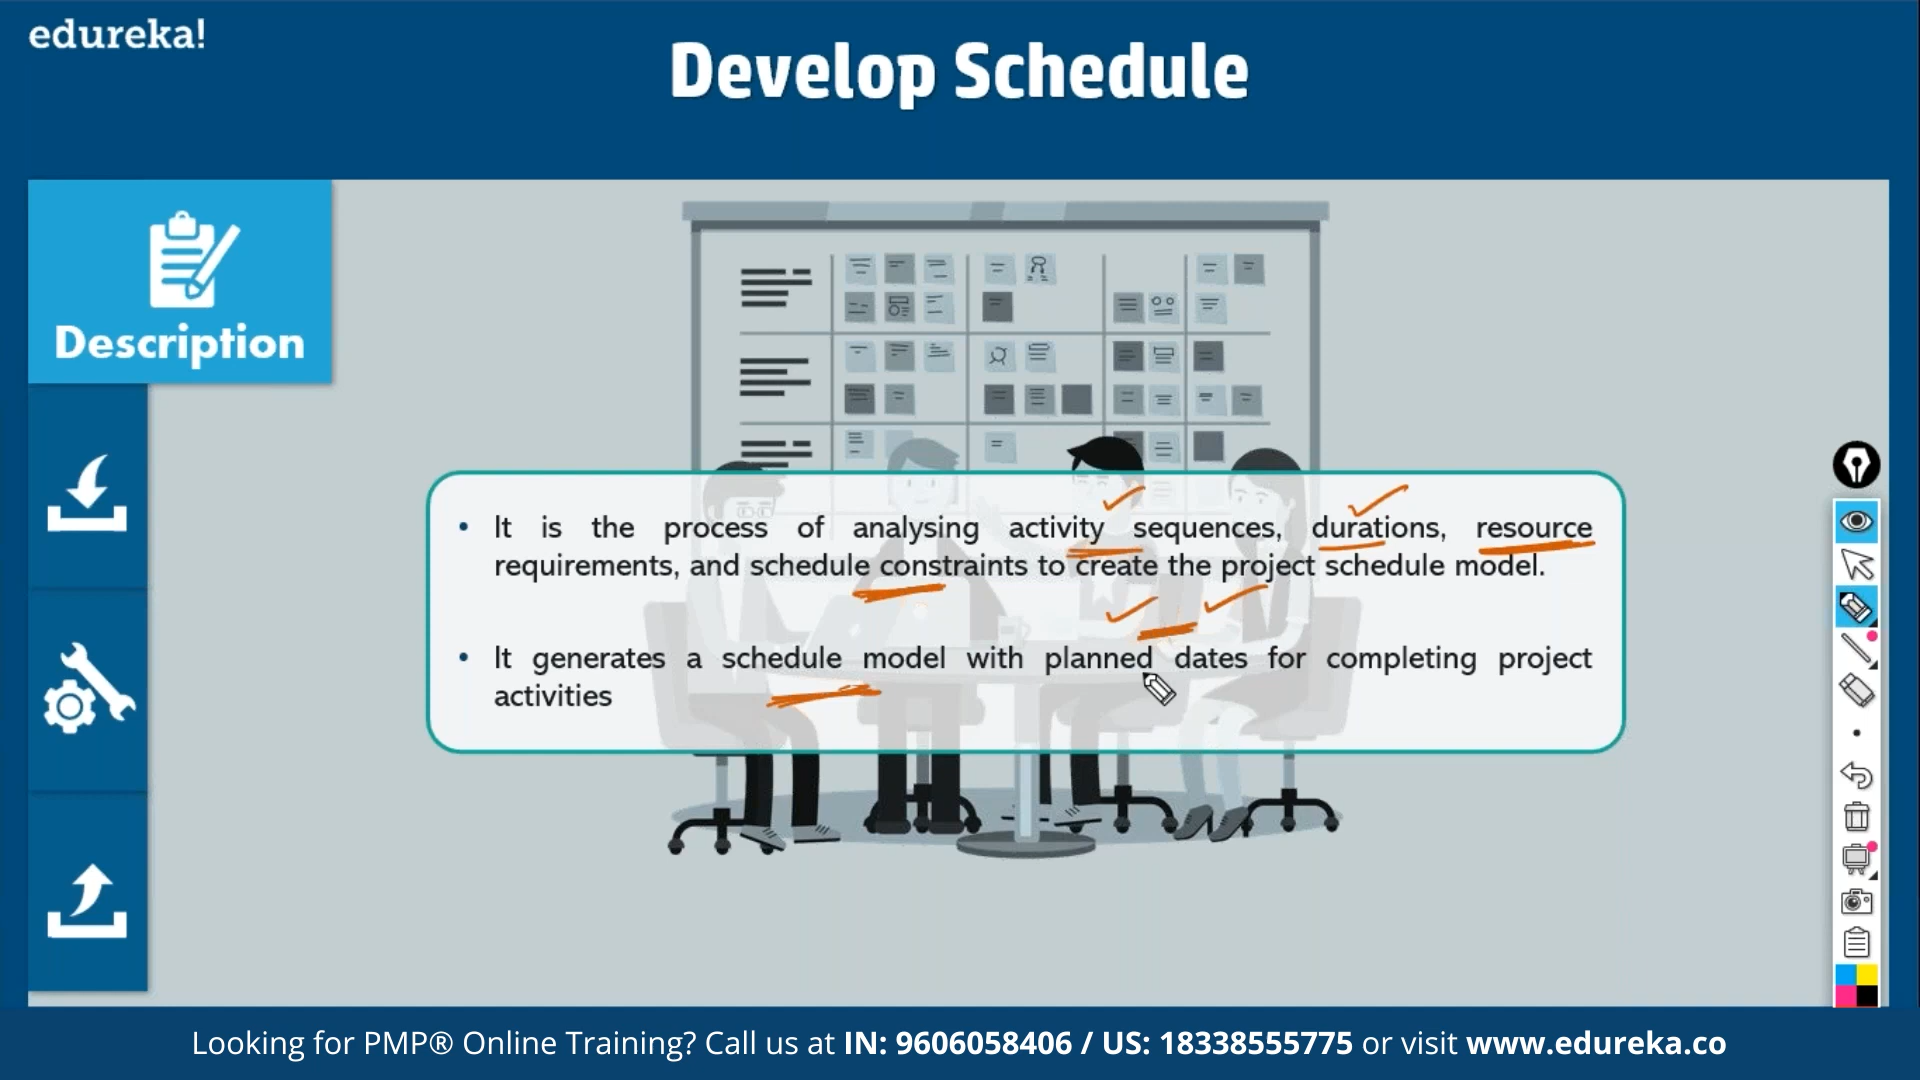 edureka!
Develop Schedule
Description
• It is the process of analysing activity sequences, durations, resource
requirements, and schedule constraints to create the project schedule model.
• It generates a schedule model with planned dates for completing project
activities
Looking for PMP® Online Training? Call us at IN: 9606058406 / US: 18338555775 or visit www.edureka.co